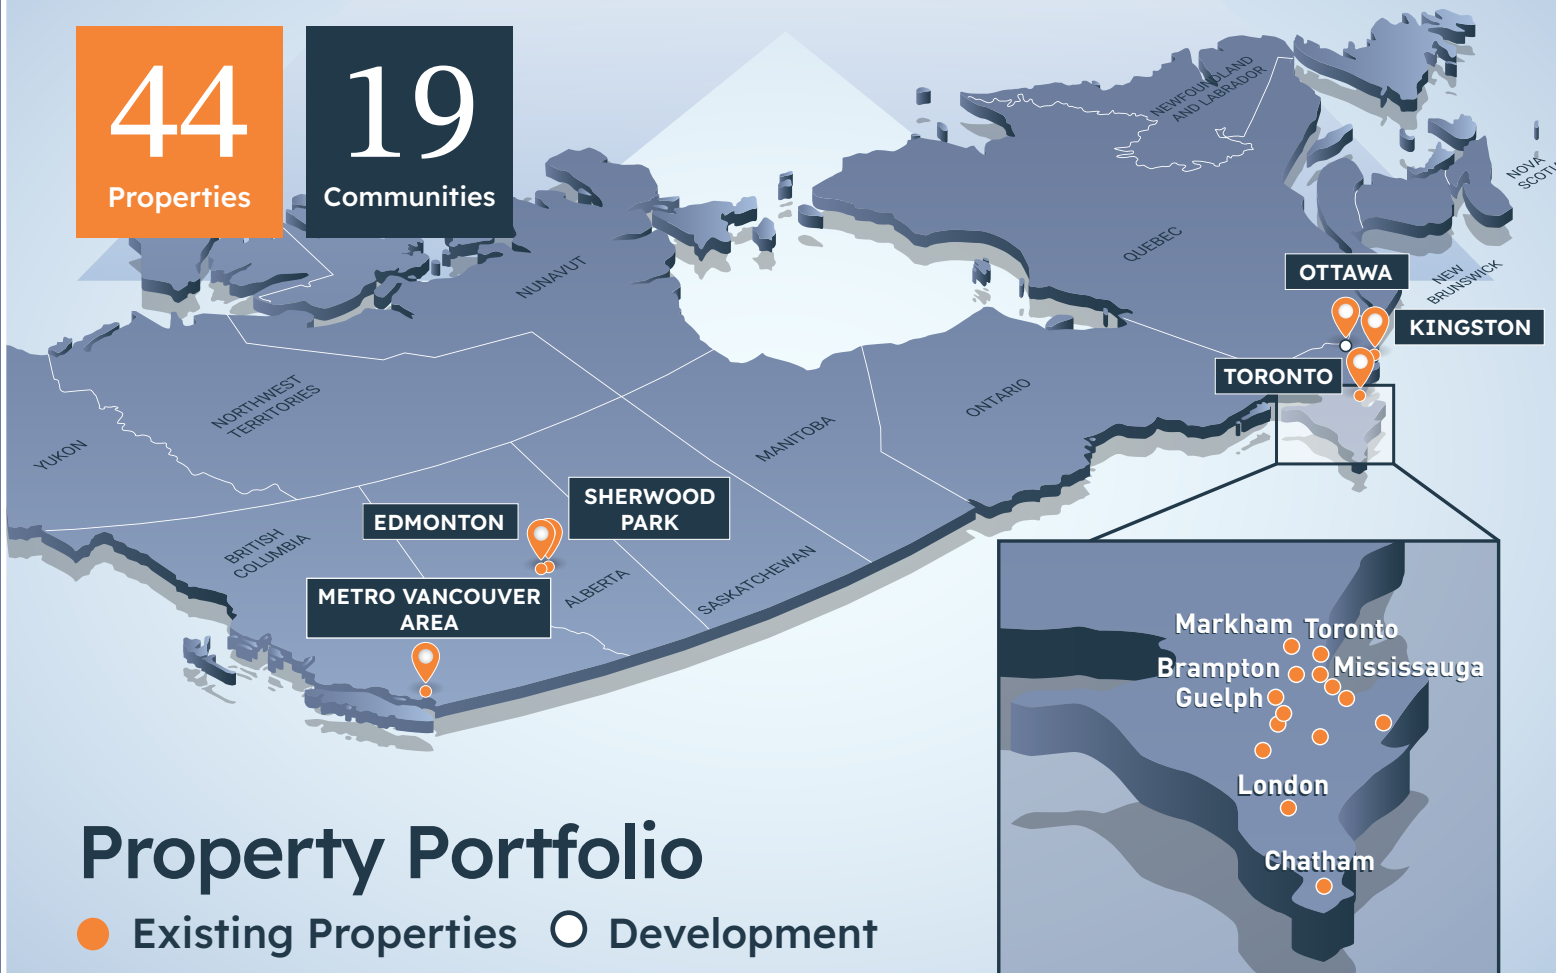 44
Properties
19
Communities
NEWFOUNDLAND
AND LABRADOR
NOVA
SCOTIA
QUEBEC
NEW
BRUNSWICK
NUNAVUT
OTTAWA
KINGSTON
TORONTO
NORTHWEST
TERRITORIES
ONTARIO
MANITOBA
YUKON
SHERWOOD
PARK
EDMONTON
BRITISH
COLUMBIA
ALBERTA
SASKATCHEWAN
METRO VANCOUVER
AREA
Markham
Toronto
Brampton
Mississauga
Guelph
London
Chatham
Property Portfolio
Existing Properties
Development